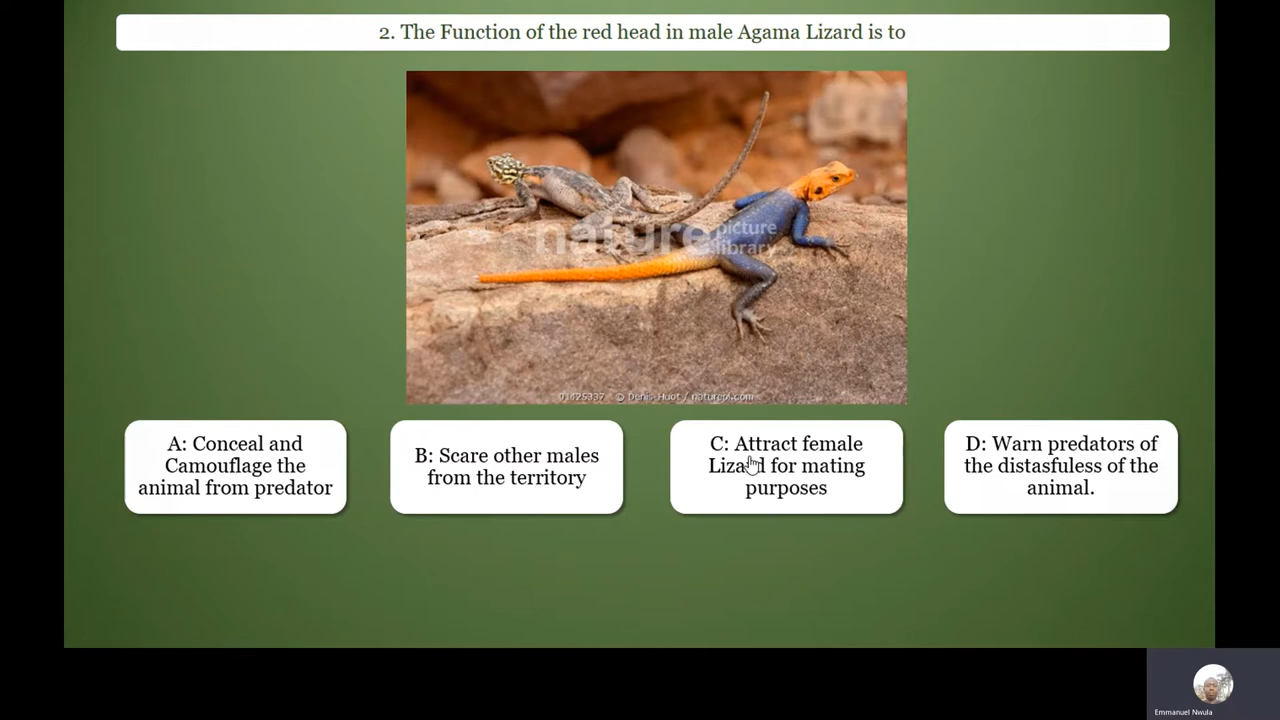 2. The Function of the red head in male Agama Lizard is to
nature picture
library
01425337 © Denis-Huot / naturepl.com
A: Conceal and
Camouflage the
animal from predator
B: Scare other males
from the territory
C: Attract female
Lizard for mating
purposes
D: Warn predators of
the distasfuless of the
animal.
Emmanuel Nwula